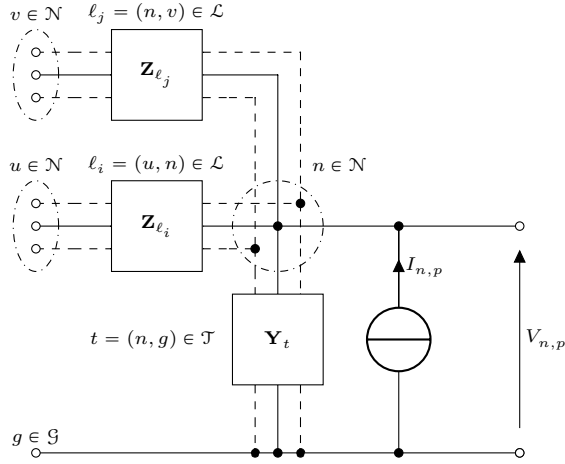 v ∈ 𝒩
ℓ_j = (n, v) ∈ ℒ
𝐙_{ℓ_j}
u ∈ 𝒩
ℓ_i = (u, n) ∈ ℒ
n ∈ 𝒩
𝐙_{ℓ_i}
I_{n,p}
t = (n, g) ∈ 𝒯
𝐘_t
V_{n,p}
g ∈ 𝒢